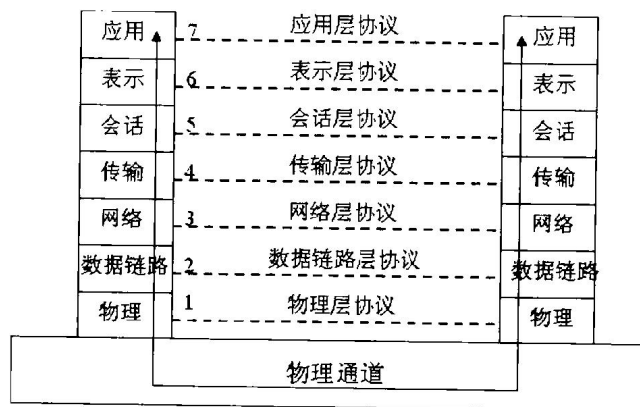 应用 7 应用层协议 应用
表示 6 表示层协议 表示
会话 5 会话层协议 会话
传输 4 传输层协议 传输
网络 3 网络层协议 网络
数据链路 2 数据链路层协议 数据链路
物理 1 物理层协议 物理
物理通道